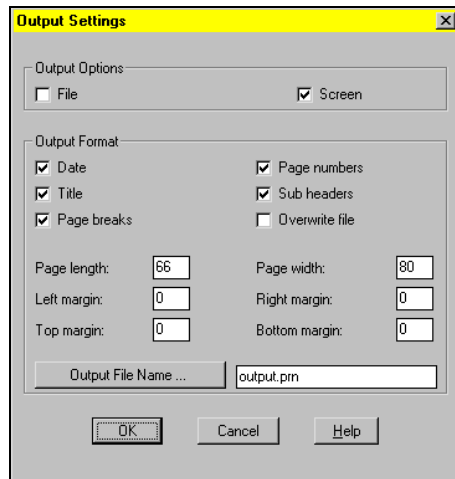 Output Settings
Output Options
File Screen
Output Format
Date Page numbers
Title Sub headers
Page breaks Overwrite file
Page length: 66 Page width: 80
Left margin: 0 Right margin: 0
Top margin: 0 Bottom margin: 0
Output File Name ... output.prn
OK Cancel Help